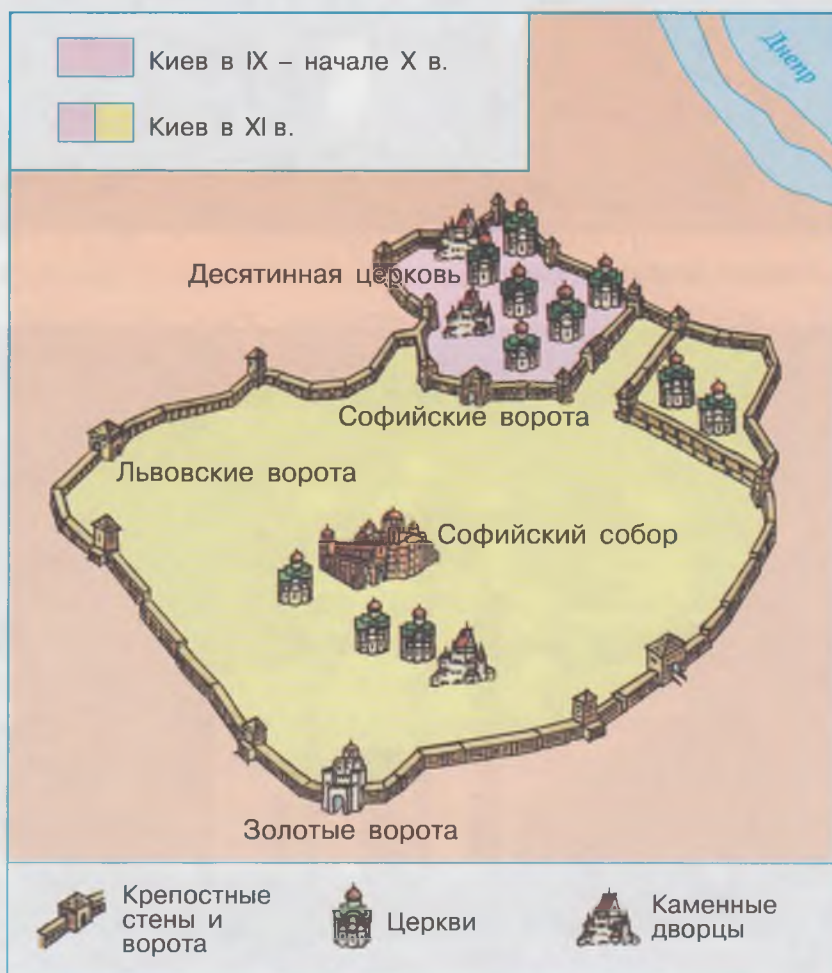 Киев в IX – начале X в.
Киев в XI в.
Днепр
Десятинная церковь
Софийские ворота
Львовские ворота
Софийский собор
Золотые ворота
Крепостные
стены и
ворота
Церкви
Каменные
дворцы